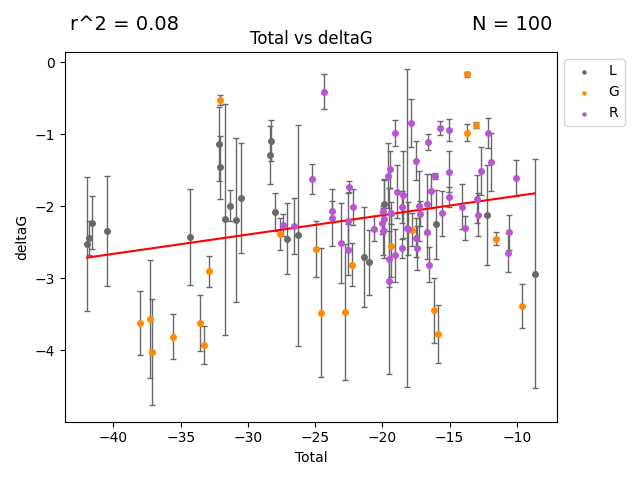 r^2 = 0.08
N = 100
Total vs deltaG
L
G
R
deltaG
0
−1
−2
−3
−4
−40 −35 −30 −25 −20 −15 −10
Total